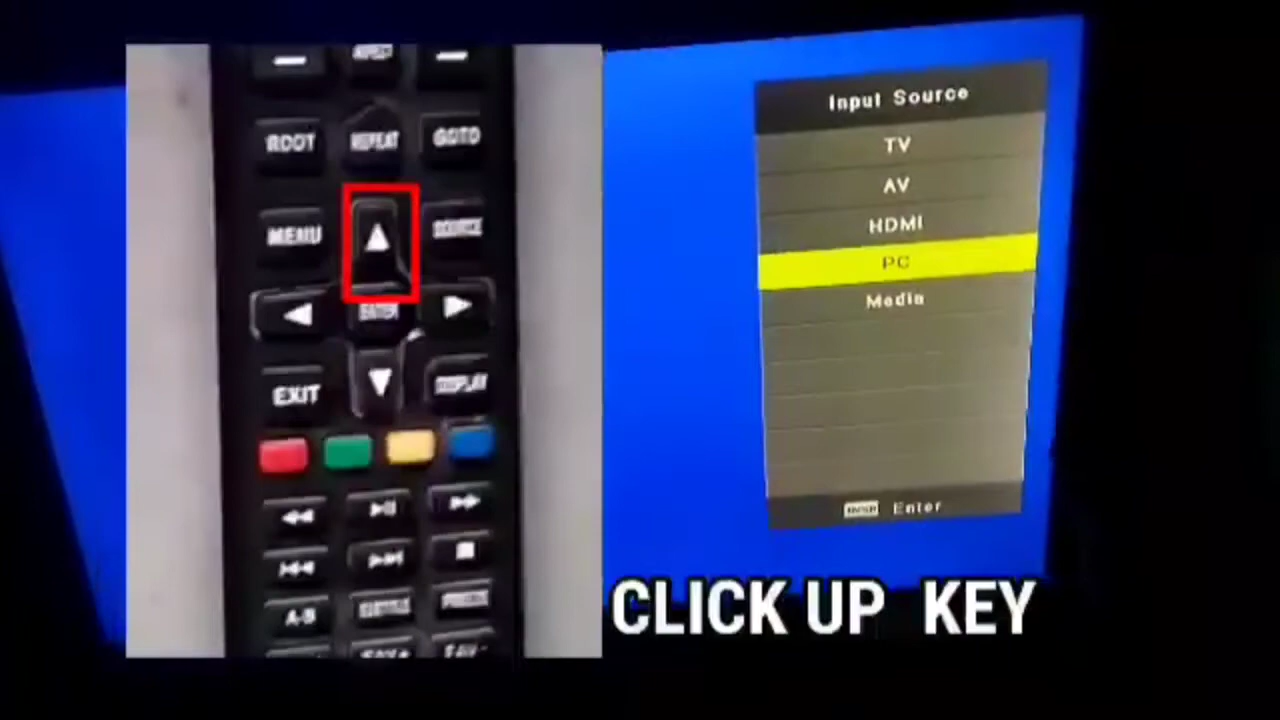 ROOT
REPEAT
GOTO
MENU
SOURCE
ENTER
EXIT
DISPLAY
A-B
Input Source
TV
AV
HDMI
PC
Media
Enter
CLICK UP KEY